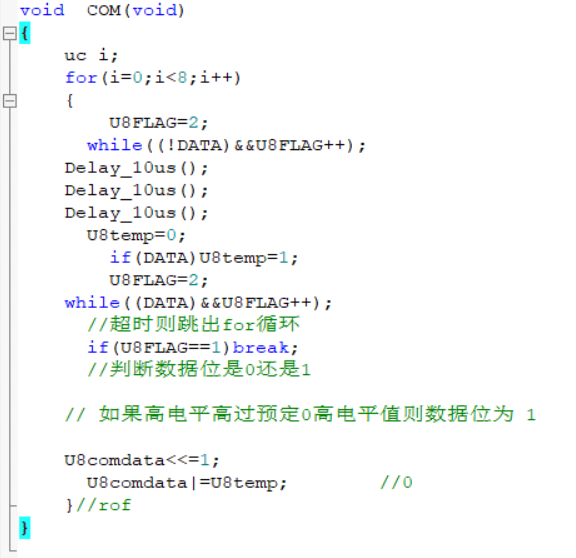 void  COM(void)
{
    uc i;
    for(i=0;i<8;i++)
    {
        U8FLAG=2;
      while((!DATA)&&U8FLAG++);
    Delay_10us();
    Delay_10us();
    Delay_10us();
      U8temp=0;
        if(DATA)U8temp=1;
        U8FLAG=2;
    while((DATA)&&U8FLAG++);
      //超时则跳出for循环
      if(U8FLAG==1)break;
      //判断数据位是0还是1
    // 如果高电平高过预定0高电平值则数据位为 1
    U8comdata<<=1;
      U8comdata|=U8temp;        //0
    }//rof
}